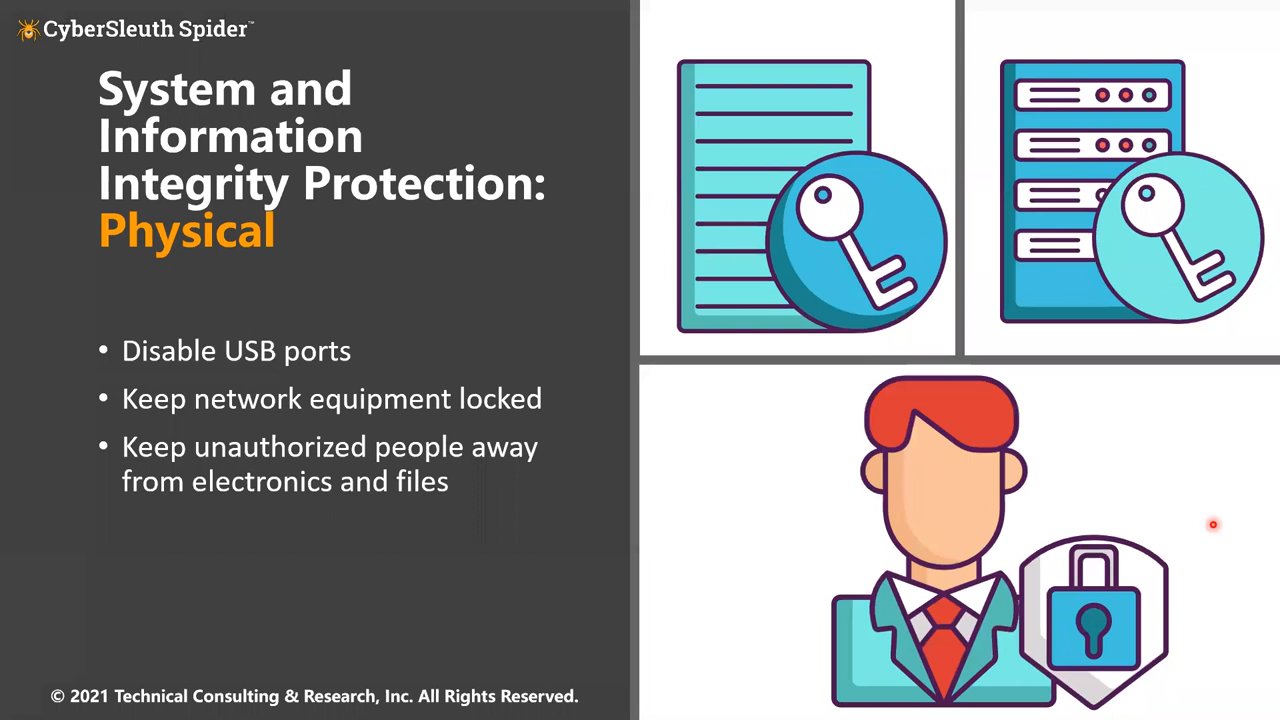 CyberSleuth Spider™
System and
Information
Integrity Protection:
Physical
• Disable USB ports
• Keep network equipment locked
• Keep unauthorized people away
from electronics and files
© 2021 Technical Consulting & Research, Inc. All Rights Reserved.